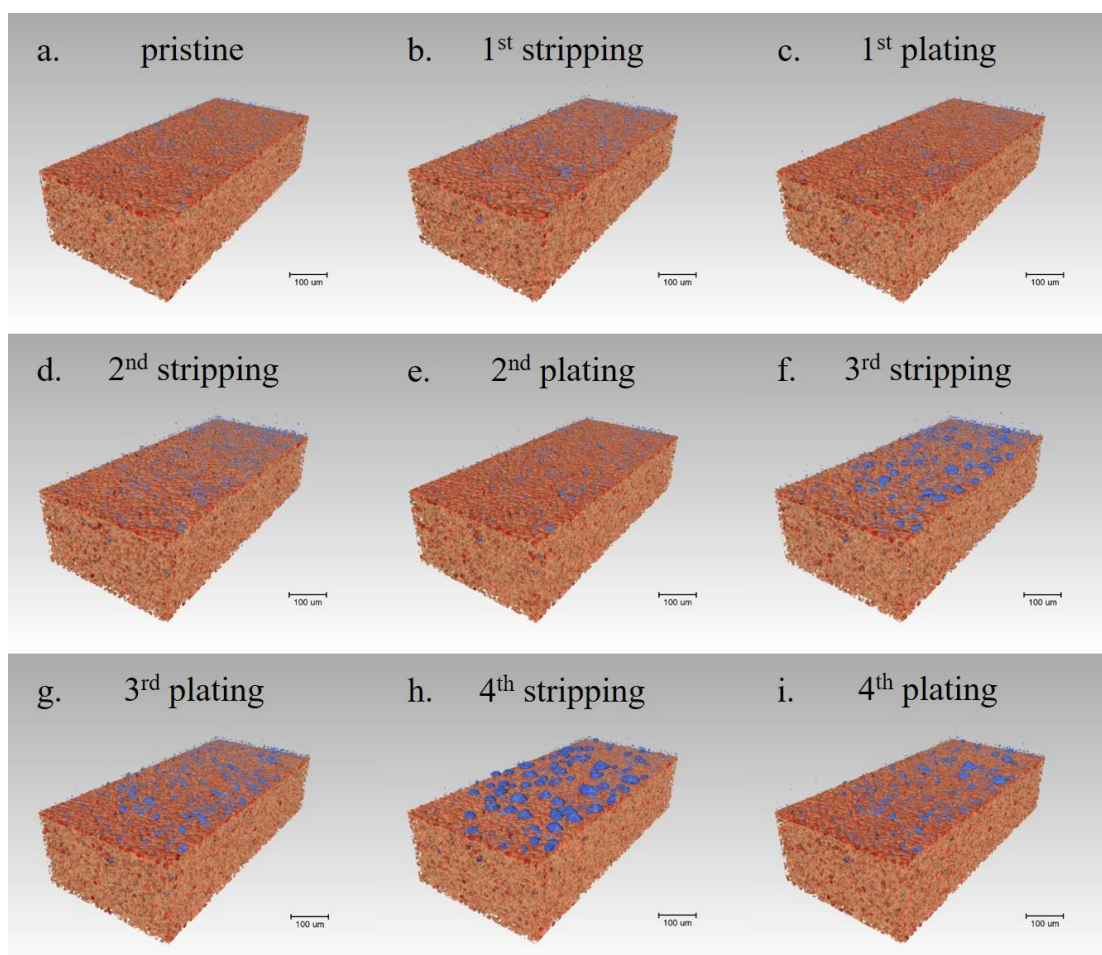 a. pristine
b. 1st stripping
c. 1st plating
100 um
100 um
100 um
d. 2nd stripping
e. 2nd plating
f. 3rd stripping
100 um
100 um
100 um
g. 3rd plating
h. 4th stripping
i. 4th plating
100 um
100 um
100 um